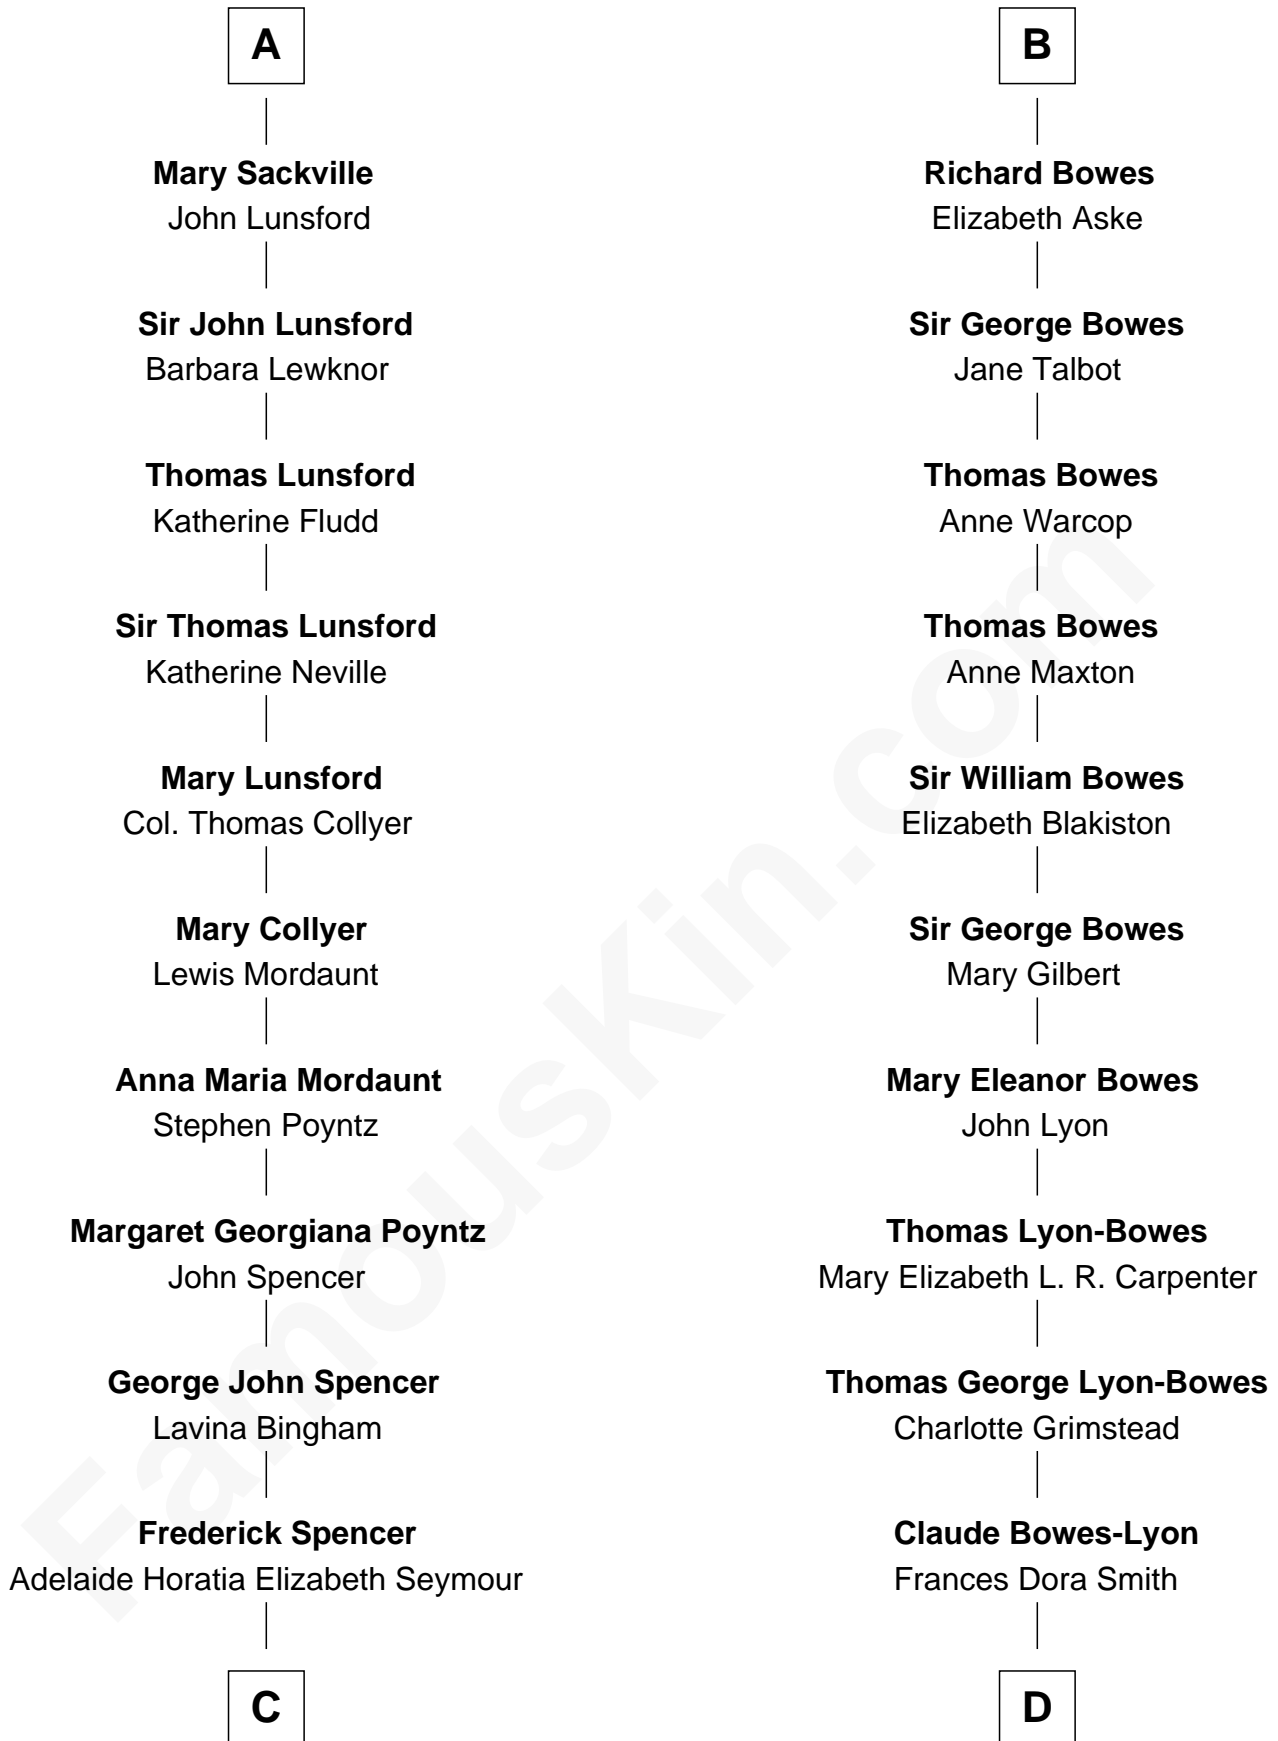 A
Mary Sackville
John Lunsford
Sir John Lunsford
Barbara Lewknor
Thomas Lunsford
Katherine Fludd
Sir Thomas Lunsford
Katherine Neville
Mary Lunsford
Col. Thomas Collyer
Mary Collyer
Lewis Mordaunt
Anna Maria Mordaunt
Stephen Poyntz
Margaret Georgiana Poyntz
John Spencer
George John Spencer
Lavina Bingham
Frederick Spencer
Adelaide Horatia Elizabeth Seymour
C
B
Richard Bowes
Elizabeth Aske
Sir George Bowes
Jane Talbot
Thomas Bowes
Anne Warcop
Thomas Bowes
Anne Maxton
Sir William Bowes
Elizabeth Blakiston
Sir George Bowes
Mary Gilbert
Mary Eleanor Bowes
John Lyon
Thomas Lyon-Bowes
Mary Elizabeth L. R. Carpenter
Thomas George Lyon-Bowes
Charlotte Grimstead
Claude Bowes-Lyon
Frances Dora Smith
D
FamousKin.com